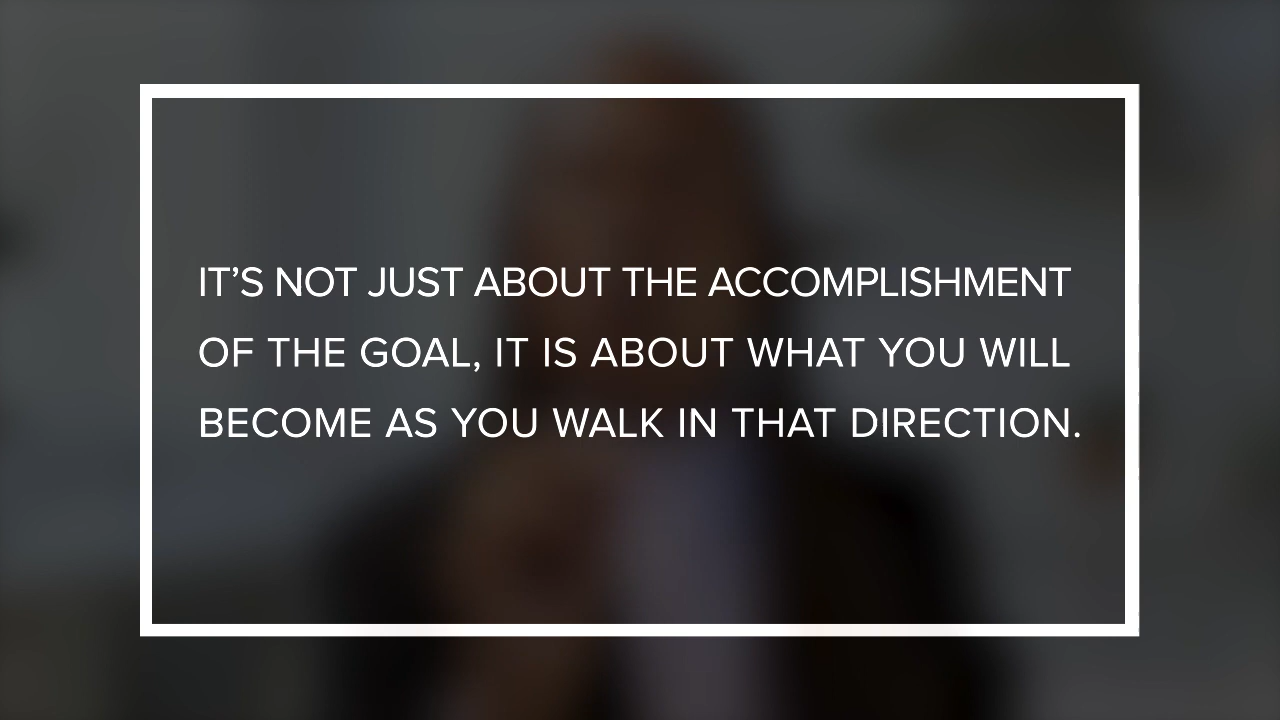 IT’S NOT JUST ABOUT THE ACCOMPLISHMENT
OF THE GOAL, IT IS ABOUT WHAT YOU WILL
BECOME AS YOU WALK IN THAT DIRECTION.